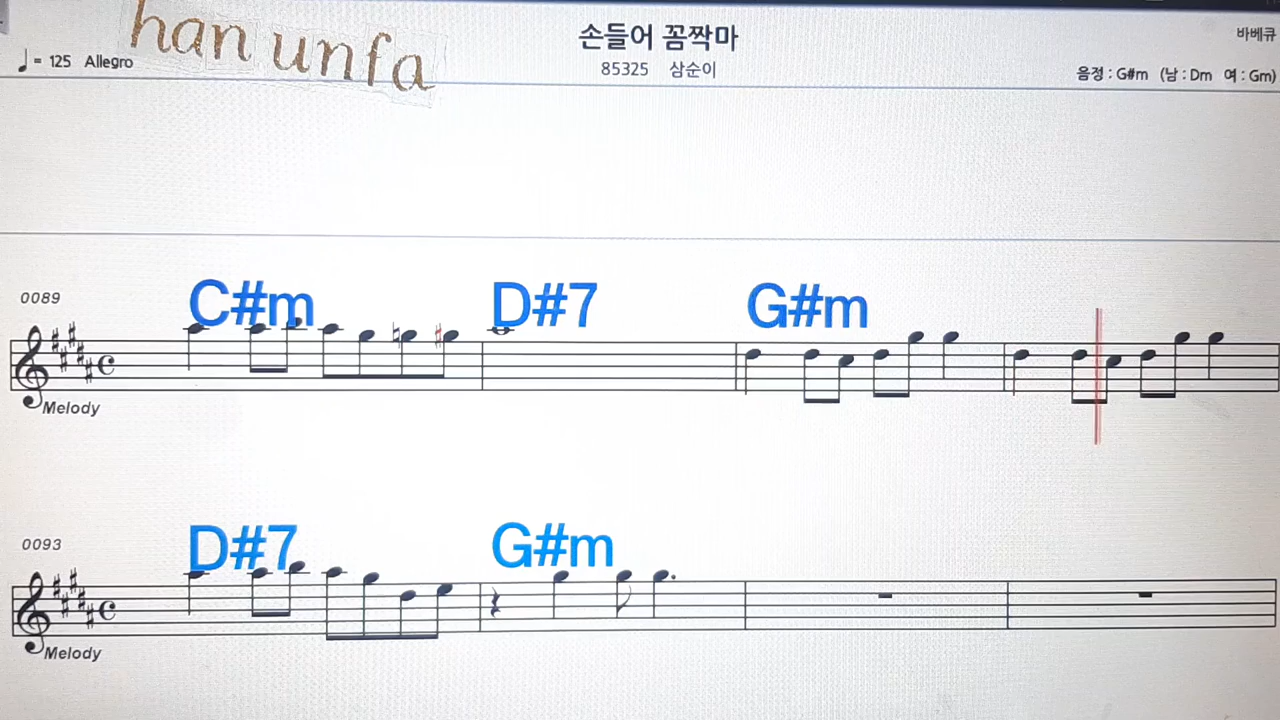 han unfa
손들어 꼼짝마
바베큐
♩= 125 Allegro
85325 삼순이
음정 : G#m (남 : Dm 여 : Gm)
0089
C#m D#7 G#m
Melody
0093
D#7 G#m
Melody